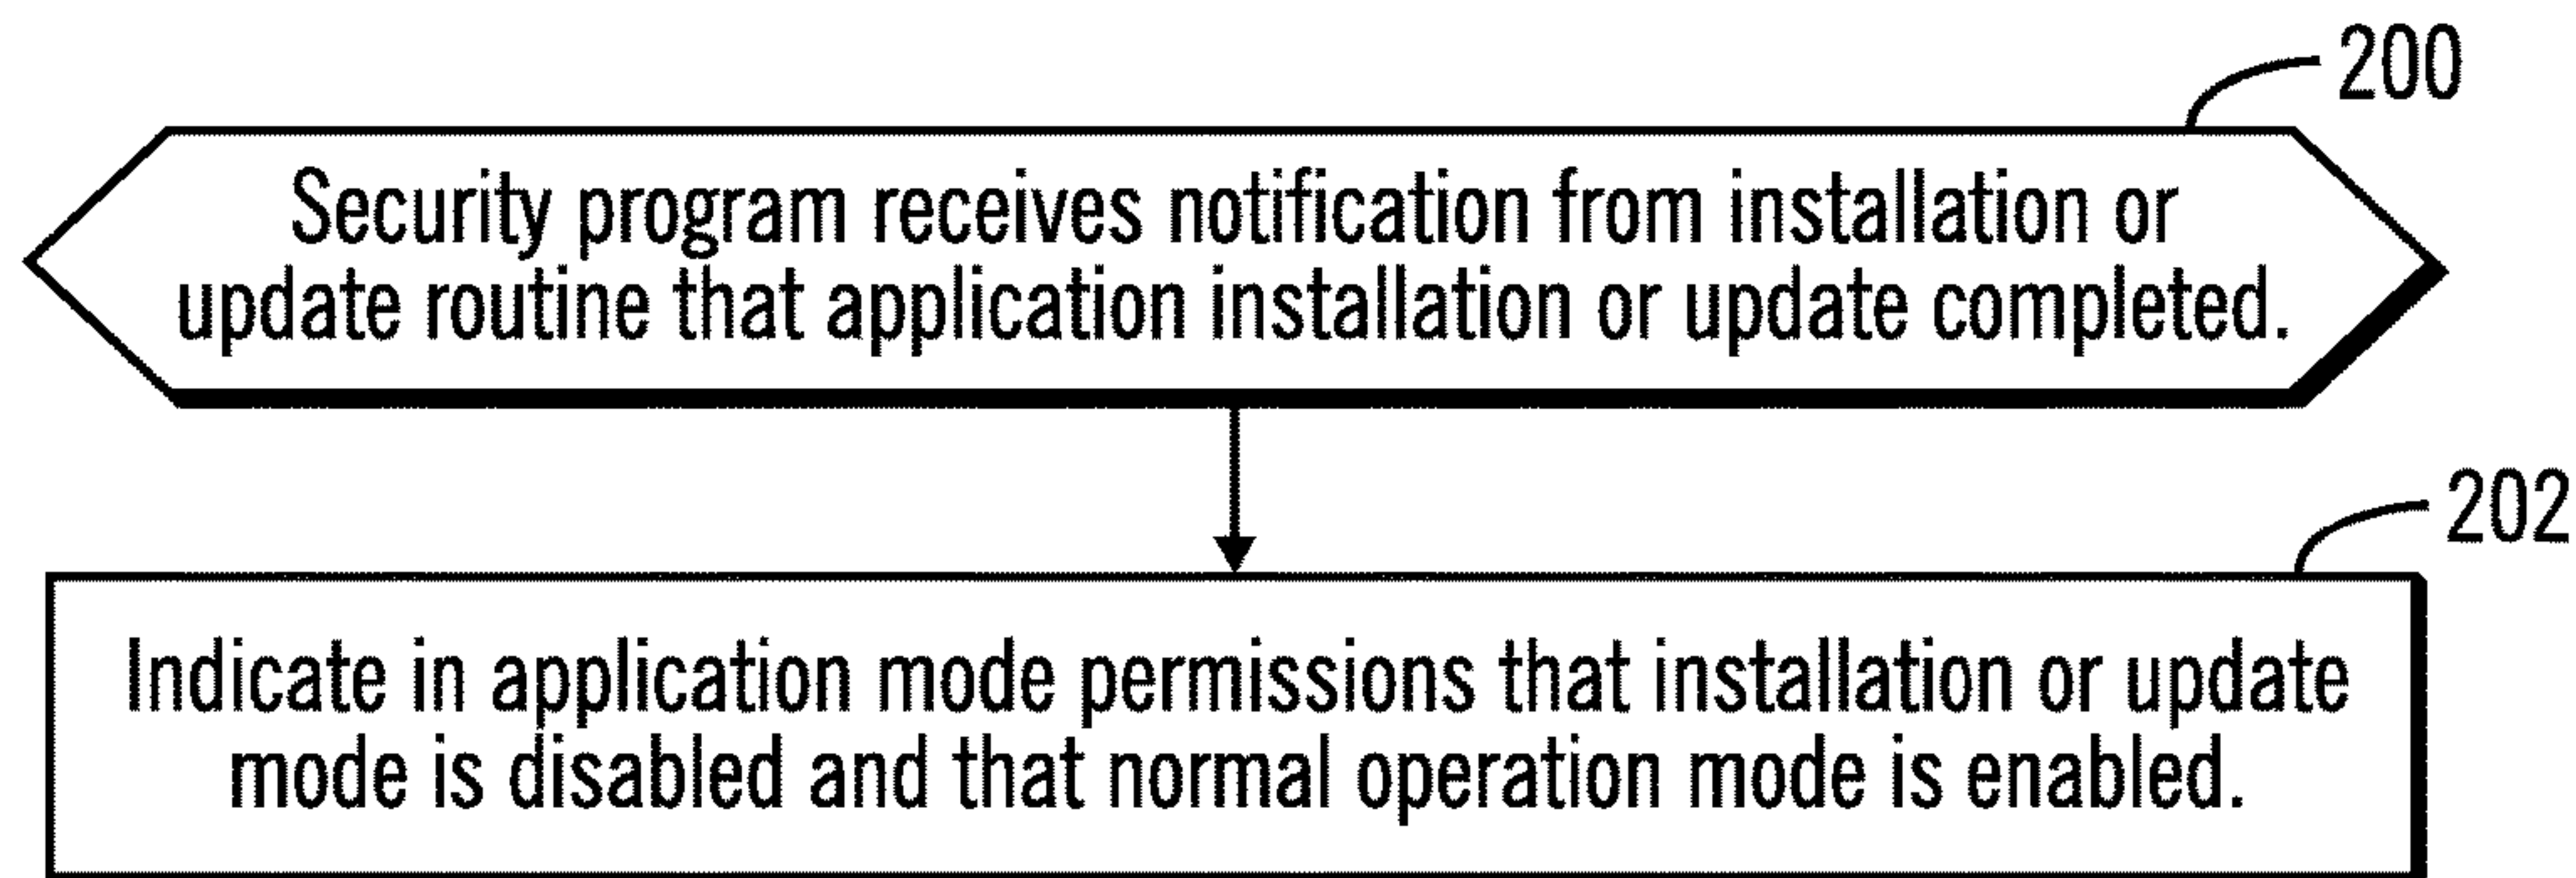 200
Security program receives notification from installation or
update routine that application installation or update completed.
202
Indicate in application mode permissions that installation or update
mode is disabled and that normal operation mode is enabled.